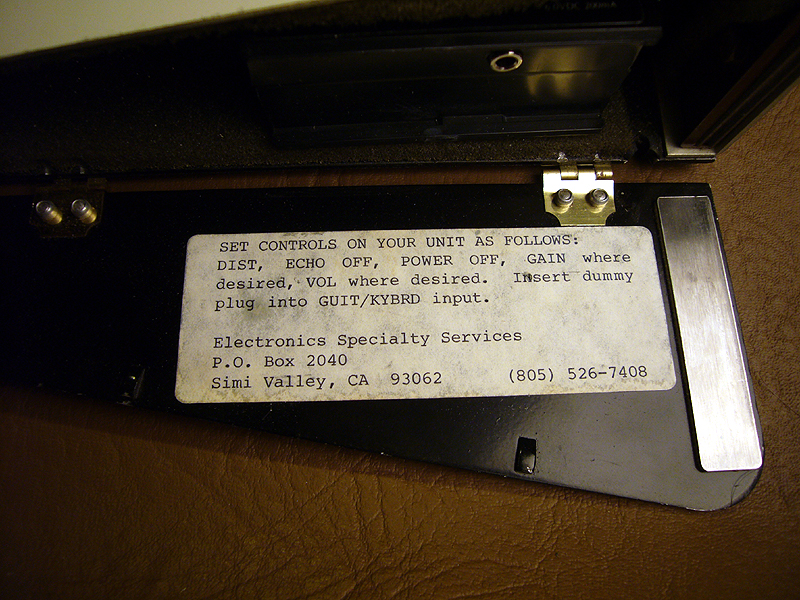 SET CONTROLS ON YOUR UNIT AS FOLLOWS:
DIST, ECHO OFF, POWER OFF, GAIN where
desired, VOL where desired. Insert dummy
plug into GUIT/KYBRD input.
Electronics Specialty Services
P.O. Box 2040
Simi Valley, CA 93062 (805) 526-7408